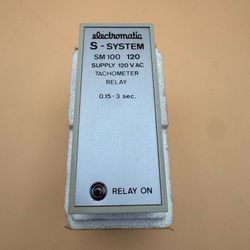 electromatic
S - SYSTEM
SM 100 120
SUPPLY 120 V AC
TACHOMETER
RELAY
0.15 - 3 sec.
RELAY ON